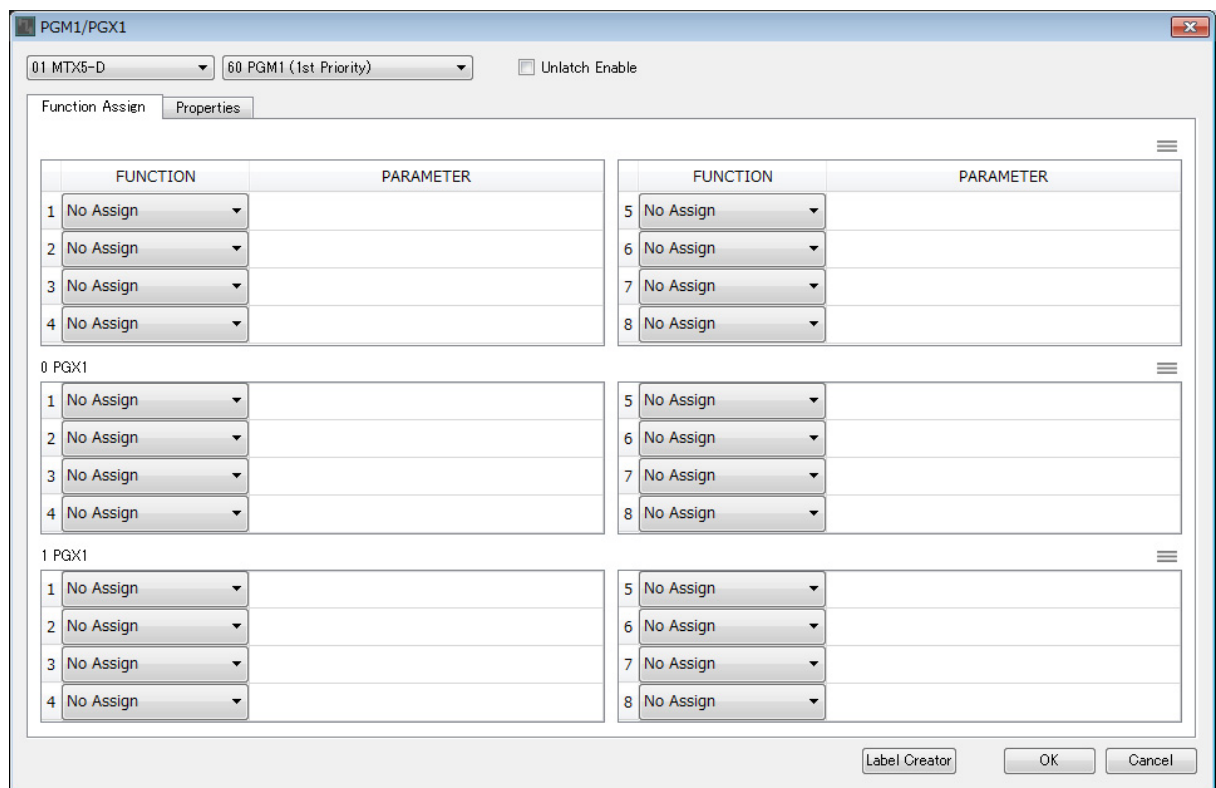 PGM1/PGX1
01 MTX5-D 60 PGM1 (1st Priority) Unlatch Enable
Function Assign Properties
FUNCTION PARAMETER FUNCTION PARAMETER
1 No Assign 5 No Assign
2 No Assign 6 No Assign
3 No Assign 7 No Assign
4 No Assign 8 No Assign
0 PGX1
1 No Assign 5 No Assign
2 No Assign 6 No Assign
3 No Assign 7 No Assign
4 No Assign 8 No Assign
1 PGX1
1 No Assign 5 No Assign
2 No Assign 6 No Assign
3 No Assign 7 No Assign
4 No Assign 8 No Assign
Label Creator OK Cancel